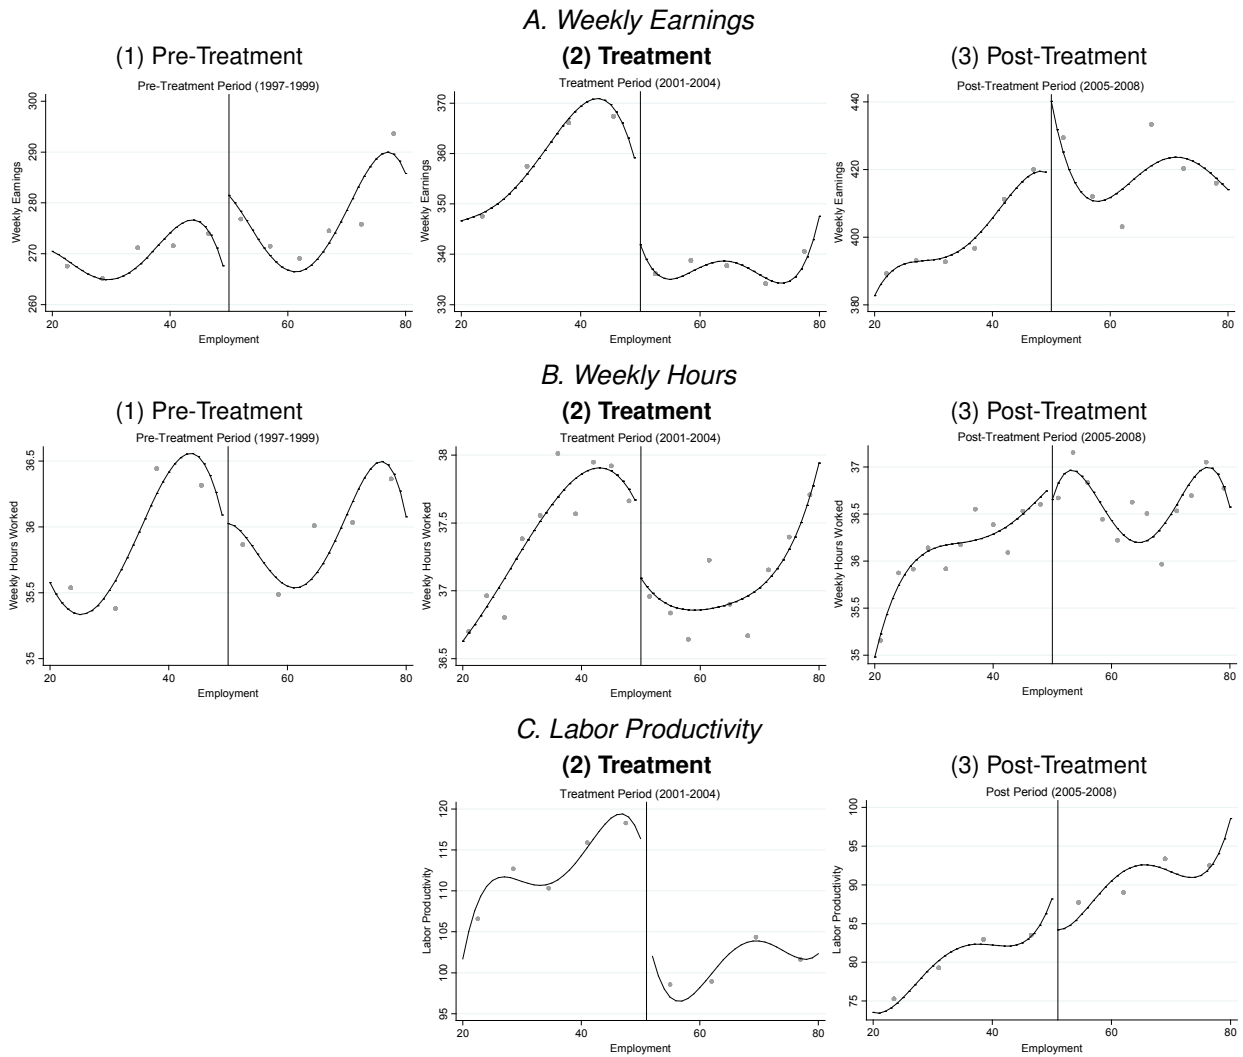 A. Weekly Earnings
(1) Pre-Treatment
(2) Treatment
(3) Post-Treatment
Pre-Treatment Period (1997-1999)
Weekly Earnings
300
290
280
270
260
20 40 60 80
Employment
Treatment Period (2001-2004)
Weekly Earnings
370
360
350
340
330
20 40 60 80
Employment
Post-Treatment Period (2005-2008)
Weekly Earnings
440
420
400
380
20 40 60 80
Employment
B. Weekly Hours
(1) Pre-Treatment
(2) Treatment
(3) Post-Treatment
Pre-Treatment Period (1997-1999)
Weekly Hours Worked
36.5
36
35.5
35
20 40 60 80
Employment
Treatment Period (2001-2004)
Weekly Hours Worked
38
37.5
37
36.5
20 40 60 80
Employment
Post-Treatment Period (2005-2008)
Weekly Hours Worked
37
36.5
36
35.5
35
20 40 60 80
Employment
C. Labor Productivity
(2) Treatment
(3) Post-Treatment
Treatment Period (2001-2004)
Labor Productivity
120
115
110
105
100
95
20 40 60 80
Employment
Post Period (2005-2008)
Labor Productivity
100
95
90
85
80
75
20 40 60 80
Employment